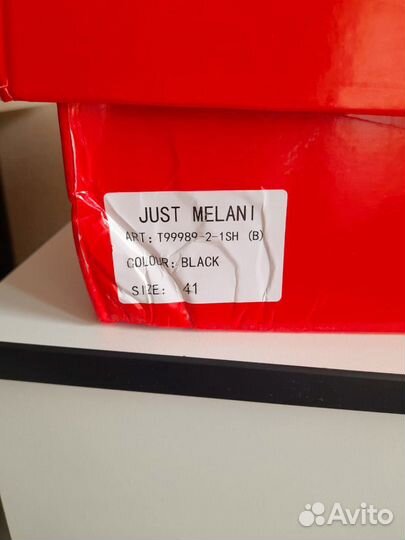 JUST MELANI
ART: T99989-2-1SH (B)
COLOUR: BLACK
SIZE: 41
Avito